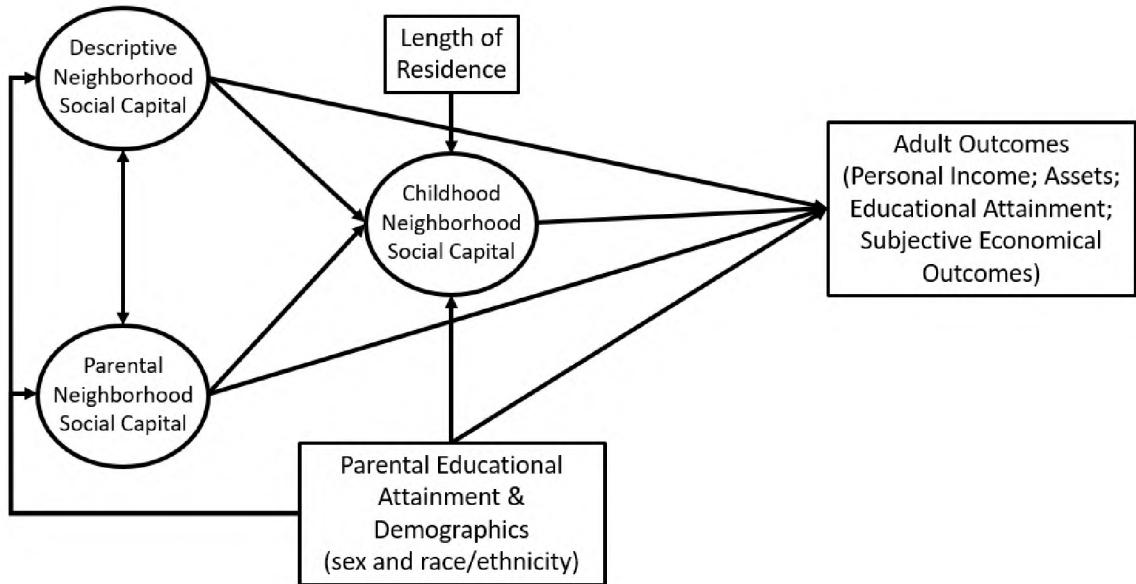 Descriptive
Neighborhood
Social Capital
Length of
Residence
Childhood
Neighborhood
Social Capital
Adult Outcomes
(Personal Income; Assets;
Educational Attainment;
Subjective Economical
Outcomes)
Parental
Neighborhood
Social Capital
Parental Educational
Attainment &
Demographics
(sex and race/ethnicity)